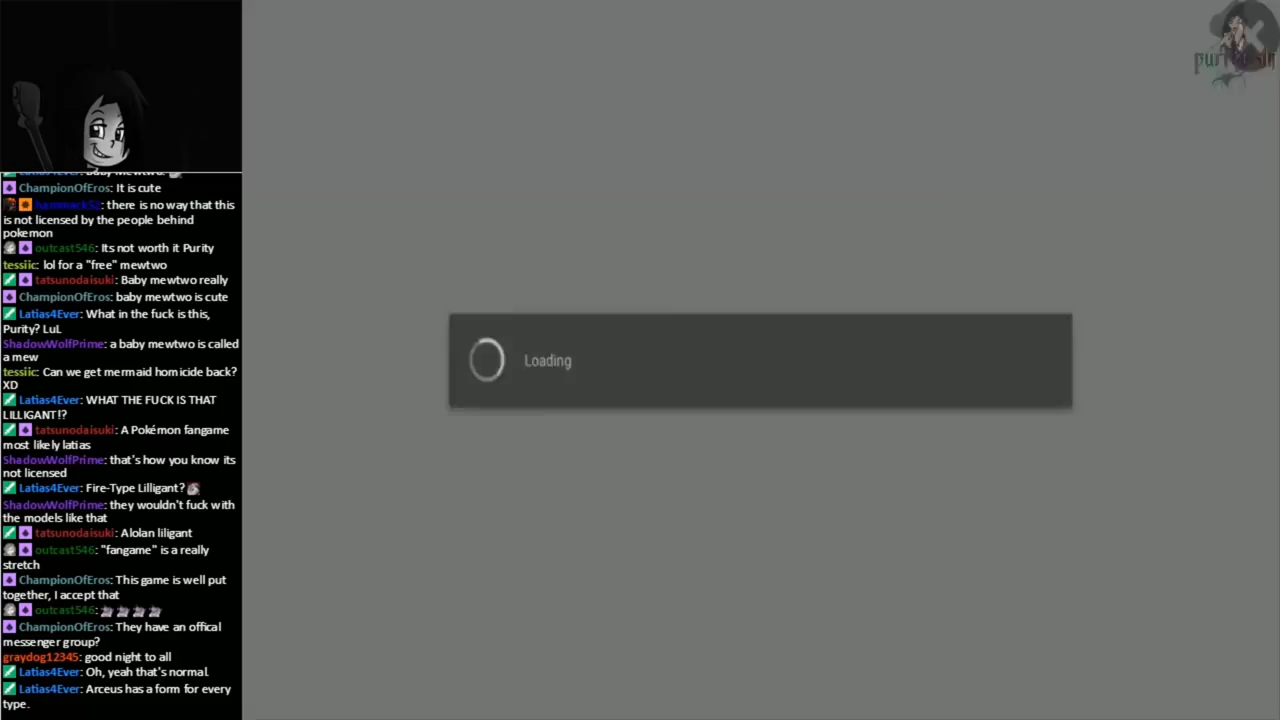 ChampionOfEros: It is cute
hammack52: there is no way that this
is not licensed by the people behind
pokemon
outcast546: Its not worth it Purity
tessiic: lol for a "free" mewtwo
tatsunodaisuki: Baby mewtwo really
ChampionOfEros: baby mewtwo is cute
Latias4Ever: What in the fuck is this,
Purity? LuL
ShadowWolfPrime: a baby mewtwo is called
a mew
tessiic: Can we get mermaid homicide back?
XD
Latias4Ever: WHAT THE FUCK IS THAT
LILLIGANT!?
tatsunodaisuki: A Pokémon fangame
most likely latias
ShadowWolfPrime: that's how you know its
not licensed
Latias4Ever: Fire-Type Lilligant?
ShadowWolfPrime: they wouldn't fuck with
the models like that
tatsunodaisuki: Alolan liligant
outcast546: "fangame" is a really
stretch
ChampionOfEros: This game is well put
together, I accept that
outcast546:
ChampionOfEros: They have an offical
messenger group?
graydog12345: good night to all
Latias4Ever: Oh, yeah that's normal.
Latias4Ever: Arceus has a form for every
type.
Loading